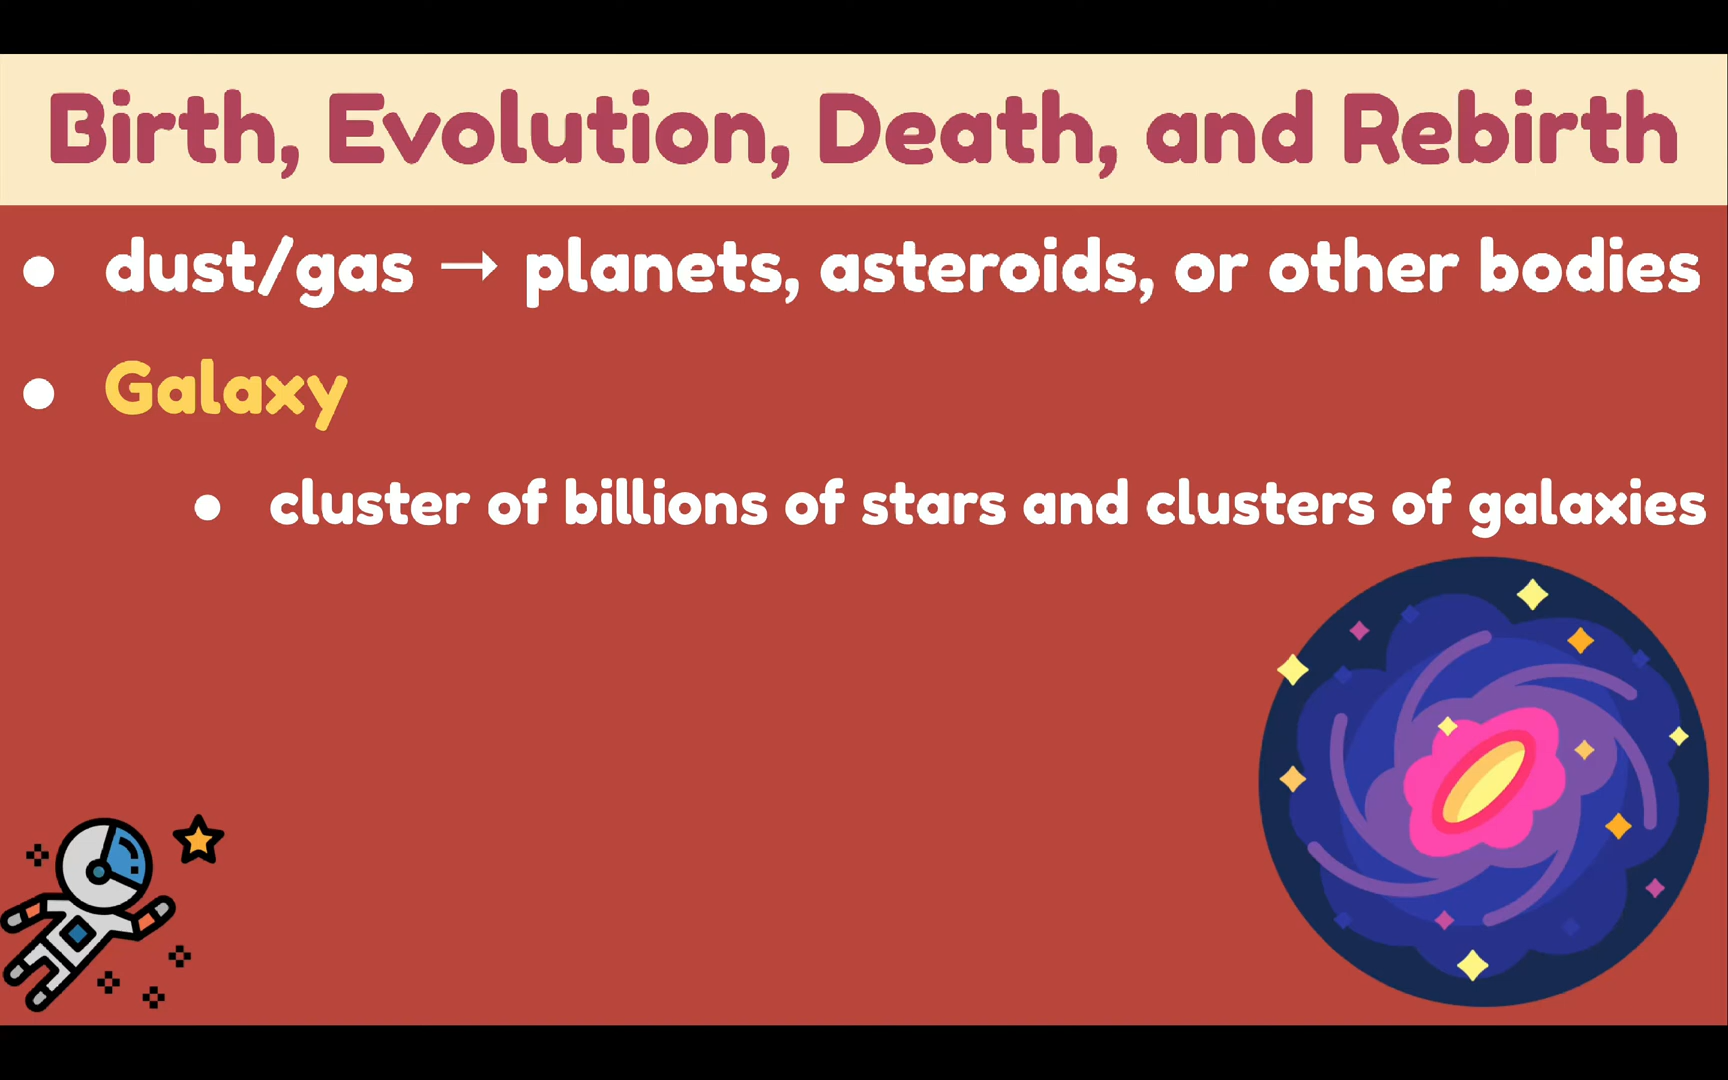 Birth, Evolution, Death, and Rebirth
● dust/gas → planets, asteroids, or other bodies
● Galaxy
● cluster of billions of stars and clusters of galaxies